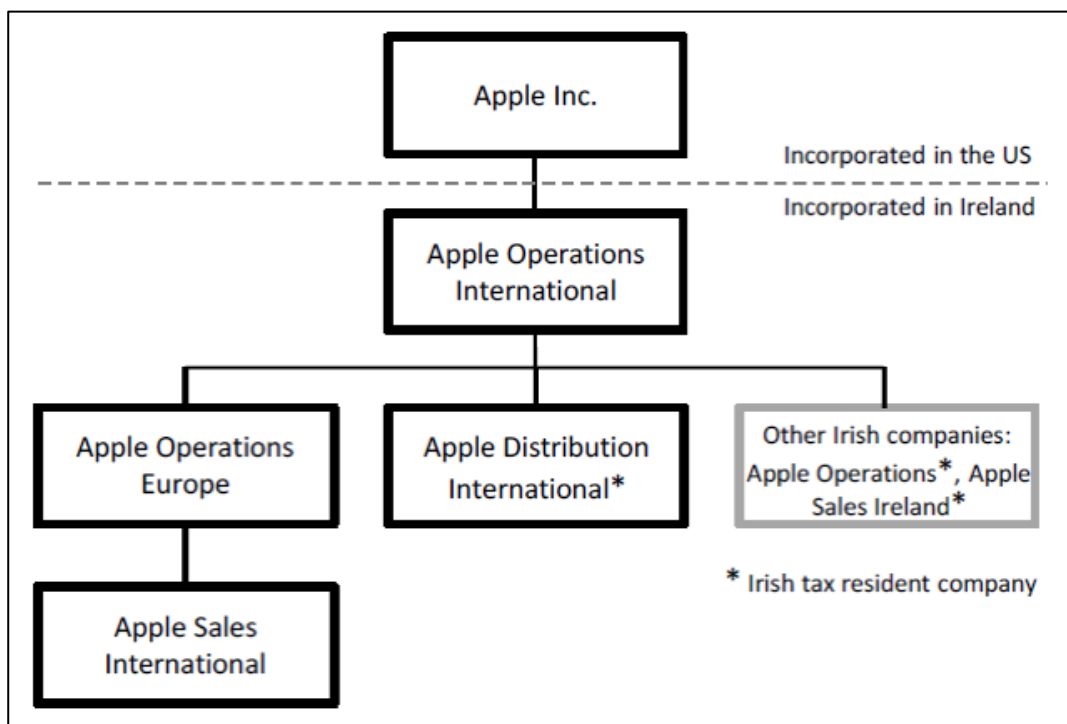 Apple Inc.
Incorporated in the US
Incorporated in Ireland
Apple Operations
International
Apple Operations
Europe
Apple Distribution
International*
Other Irish companies:
Apple Operations*, Apple
Sales Ireland*
* Irish tax resident company
Apple Sales
International